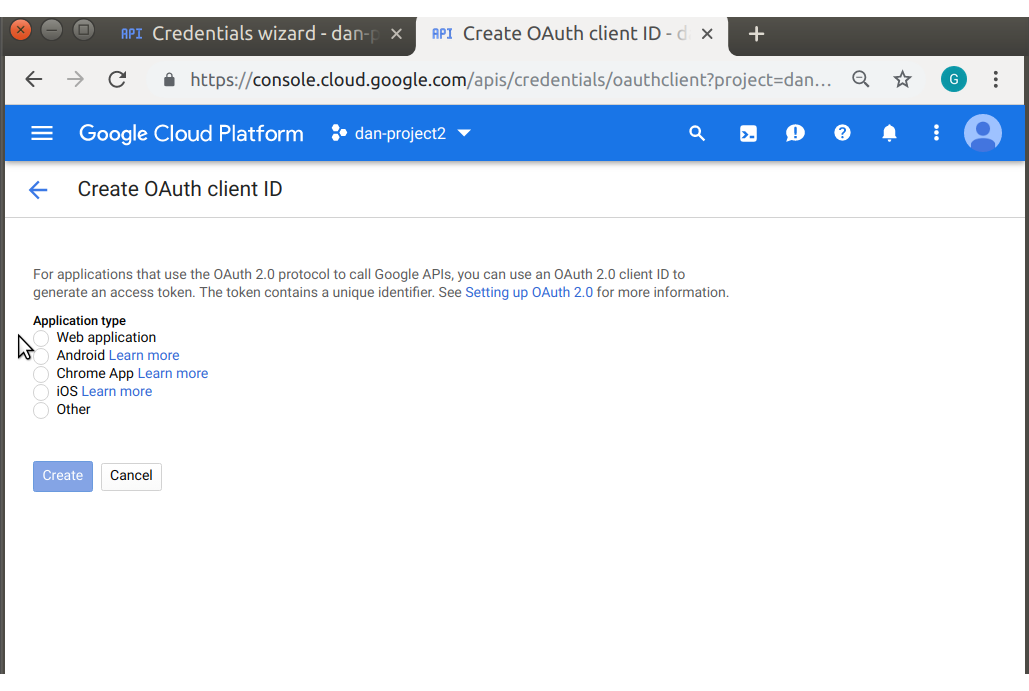 API Credentials wizard - dan-p
API Create OAuth client ID - d
https://console.cloud.google.com/apis/credentials/oauthclient?project=dan...
G
Google Cloud Platform
dan-project2
Create OAuth client ID
For applications that use the OAuth 2.0 protocol to call Google APIs, you can use an OAuth 2.0 client ID to
generate an access token. The token contains a unique identifier. See Setting up OAuth 2.0 for more information.
Application type
Web application
Android Learn more
Chrome App Learn more
iOS Learn more
Other
Create Cancel